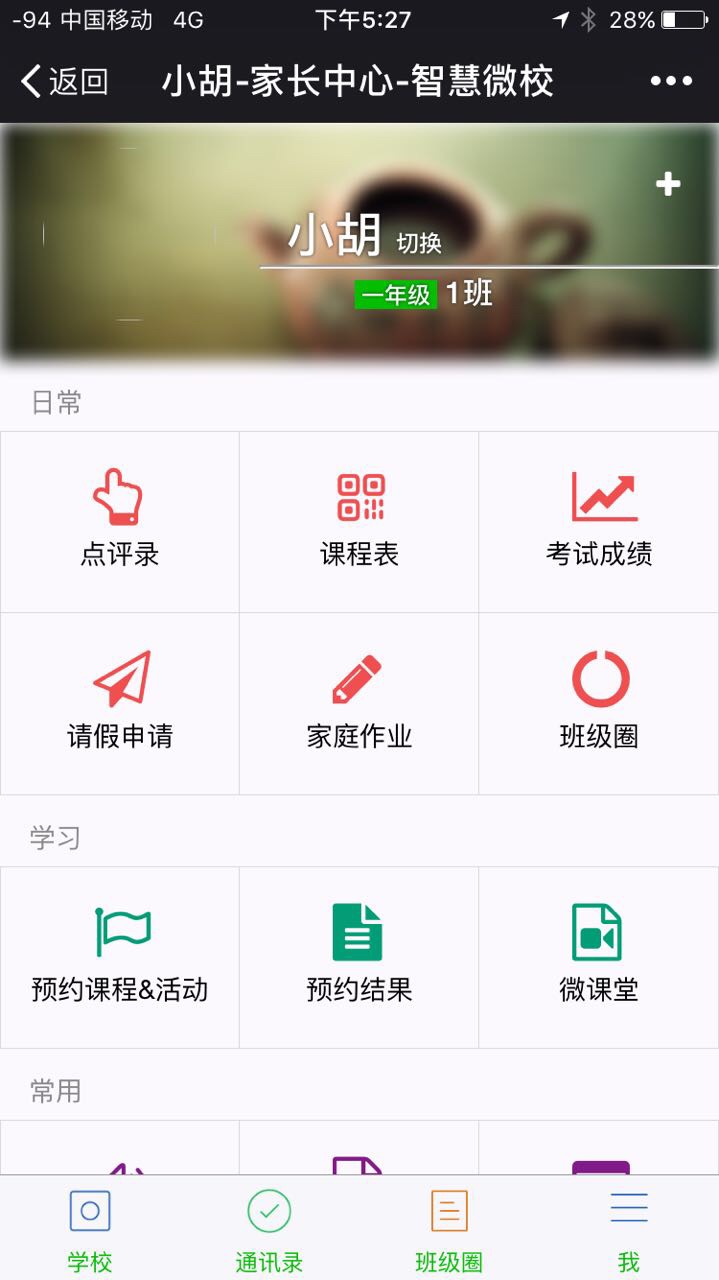 -94 中国移动 4G 下午5:27 28%
返回 小胡-家长中心-智慧微校
小胡 切换
一年级 1班
日常
点评录 课程表 考试成绩
请假申请 家庭作业 班级圈
学习
预约课程&活动 预约结果 微课堂
常用
学校 通讯录 班级圈 我